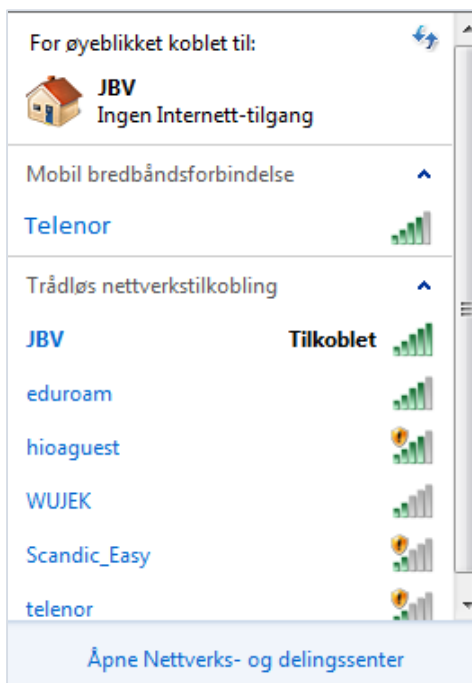 For øyeblikket koblet til:
JBV
Ingen Internett-tilgang
Mobil bredbåndsforbindelse
Telenor
Trådløs nettverkstilkobling
JBV Tilkoblet
eduroam
hioaguest
WUJEK
Scandic_Easy
telenor
Åpne Nettverks- og delingssenter